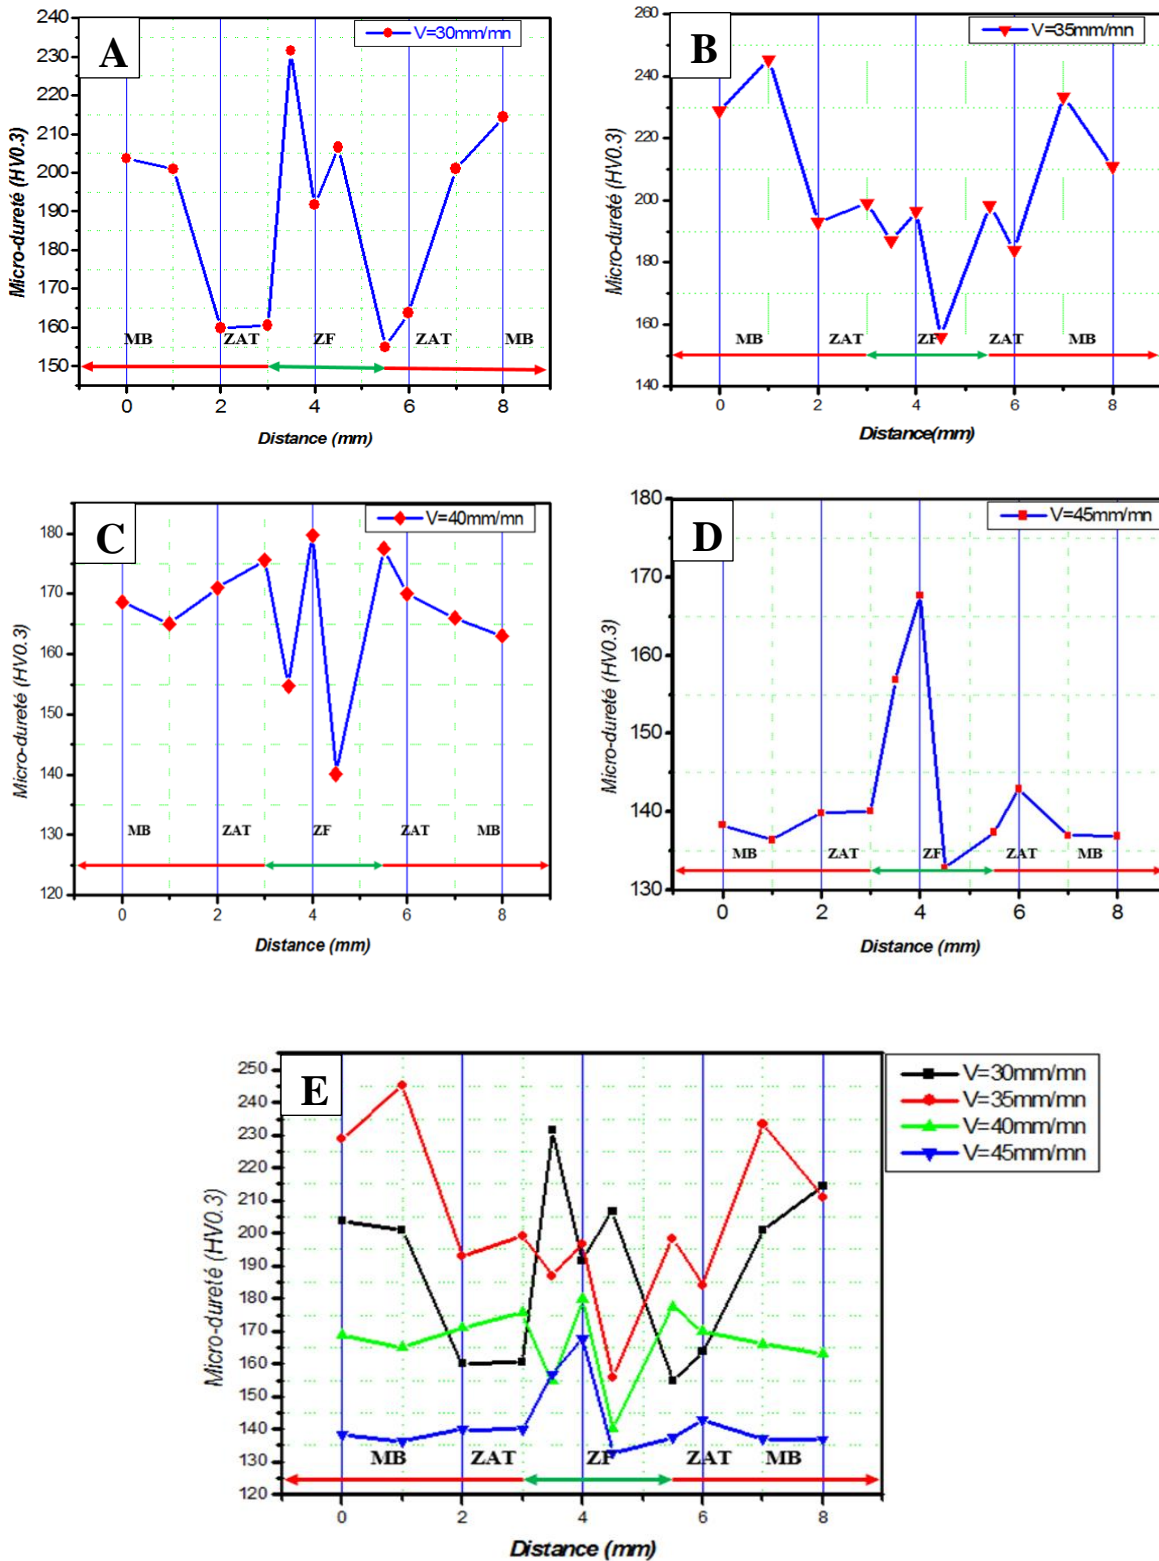 A
V=30mm/mn
240
230
220
210
200
190
180
170
160
150
Micro-dureté (HV0.3)
MB ZAT ZF ZAT MB
0 2 4 6 8
Distance (mm)
B
V=35mm/mn
260
240
220
200
180
160
140
Micro-dureté (HV0.3)
MB ZAT ZF ZAT MB
0 2 4 6 8
Distance(mm)
C
V=40mm/mn
180
170
160
150
140
130
120
Micro-dureté (HV0.3)
MB ZAT ZF ZAT MB
0 2 4 6 8
Distance (mm)
D
V=45mm/mn
180
170
160
150
140
130
Micro-dureté (HV0.3)
MB ZAT ZF ZAT MB
0 2 4 6 8
Distance (mm)
E
V=30mm/mn
V=35mm/mn
V=40mm/mn
V=45mm/mn
250
240
230
220
210
200
190
180
170
160
150
140
130
120
Micro-dureté (HV0.3)
MB ZAT ZF ZAT MB
0 2 4 6 8
Distance (mm)